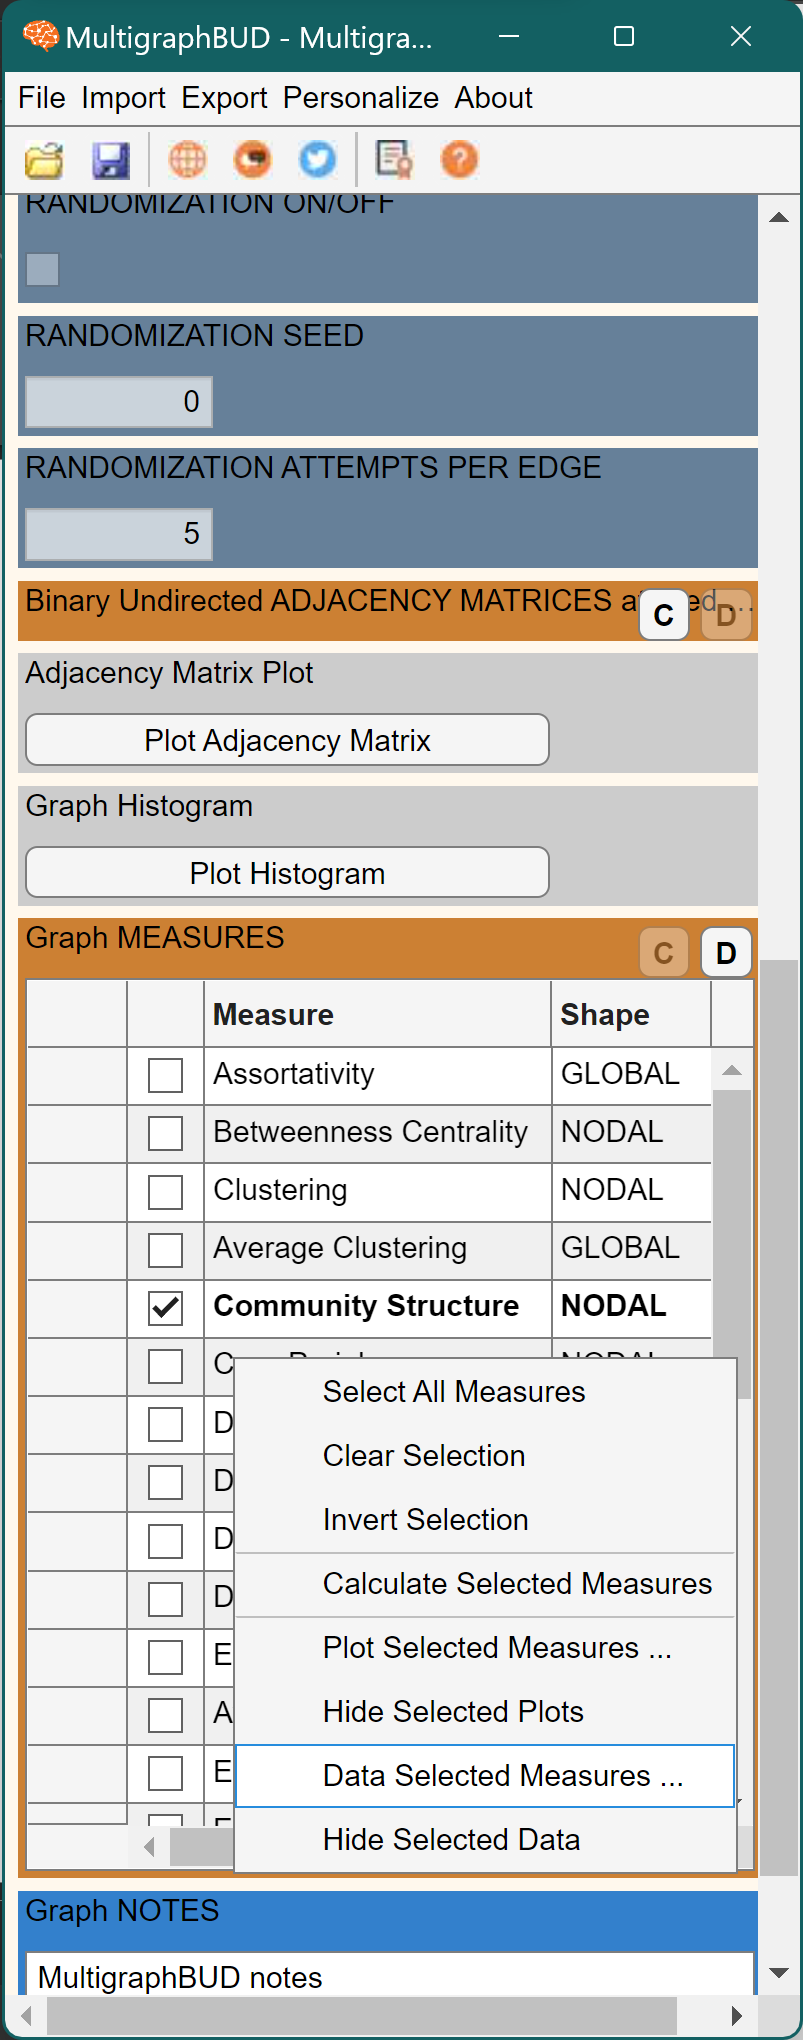 MultigraphBUD - Multigra...
File Import Export Personalize About
RANDOMIZATION ON/OFF
RANDOMIZATION SEED
0
RANDOMIZATION ATTEMPTS PER EDGE
5
Binary Undirected ADJACENCY MATRICES
C D
Adjacency Matrix Plot
Plot Adjacency Matrix
Graph Histogram
Plot Histogram
Graph MEASURES
C D
Measure Shape
Assortativity GLOBAL
Betweenness Centrality NODAL
Clustering NODAL
Average Clustering GLOBAL
Community Structure NODAL
Select All Measures
Clear Selection
Invert Selection
Calculate Selected Measures
Plot Selected Measures ...
Hide Selected Plots
Data Selected Measures ...
Hide Selected Data
Graph NOTES
MultigraphBUD notes